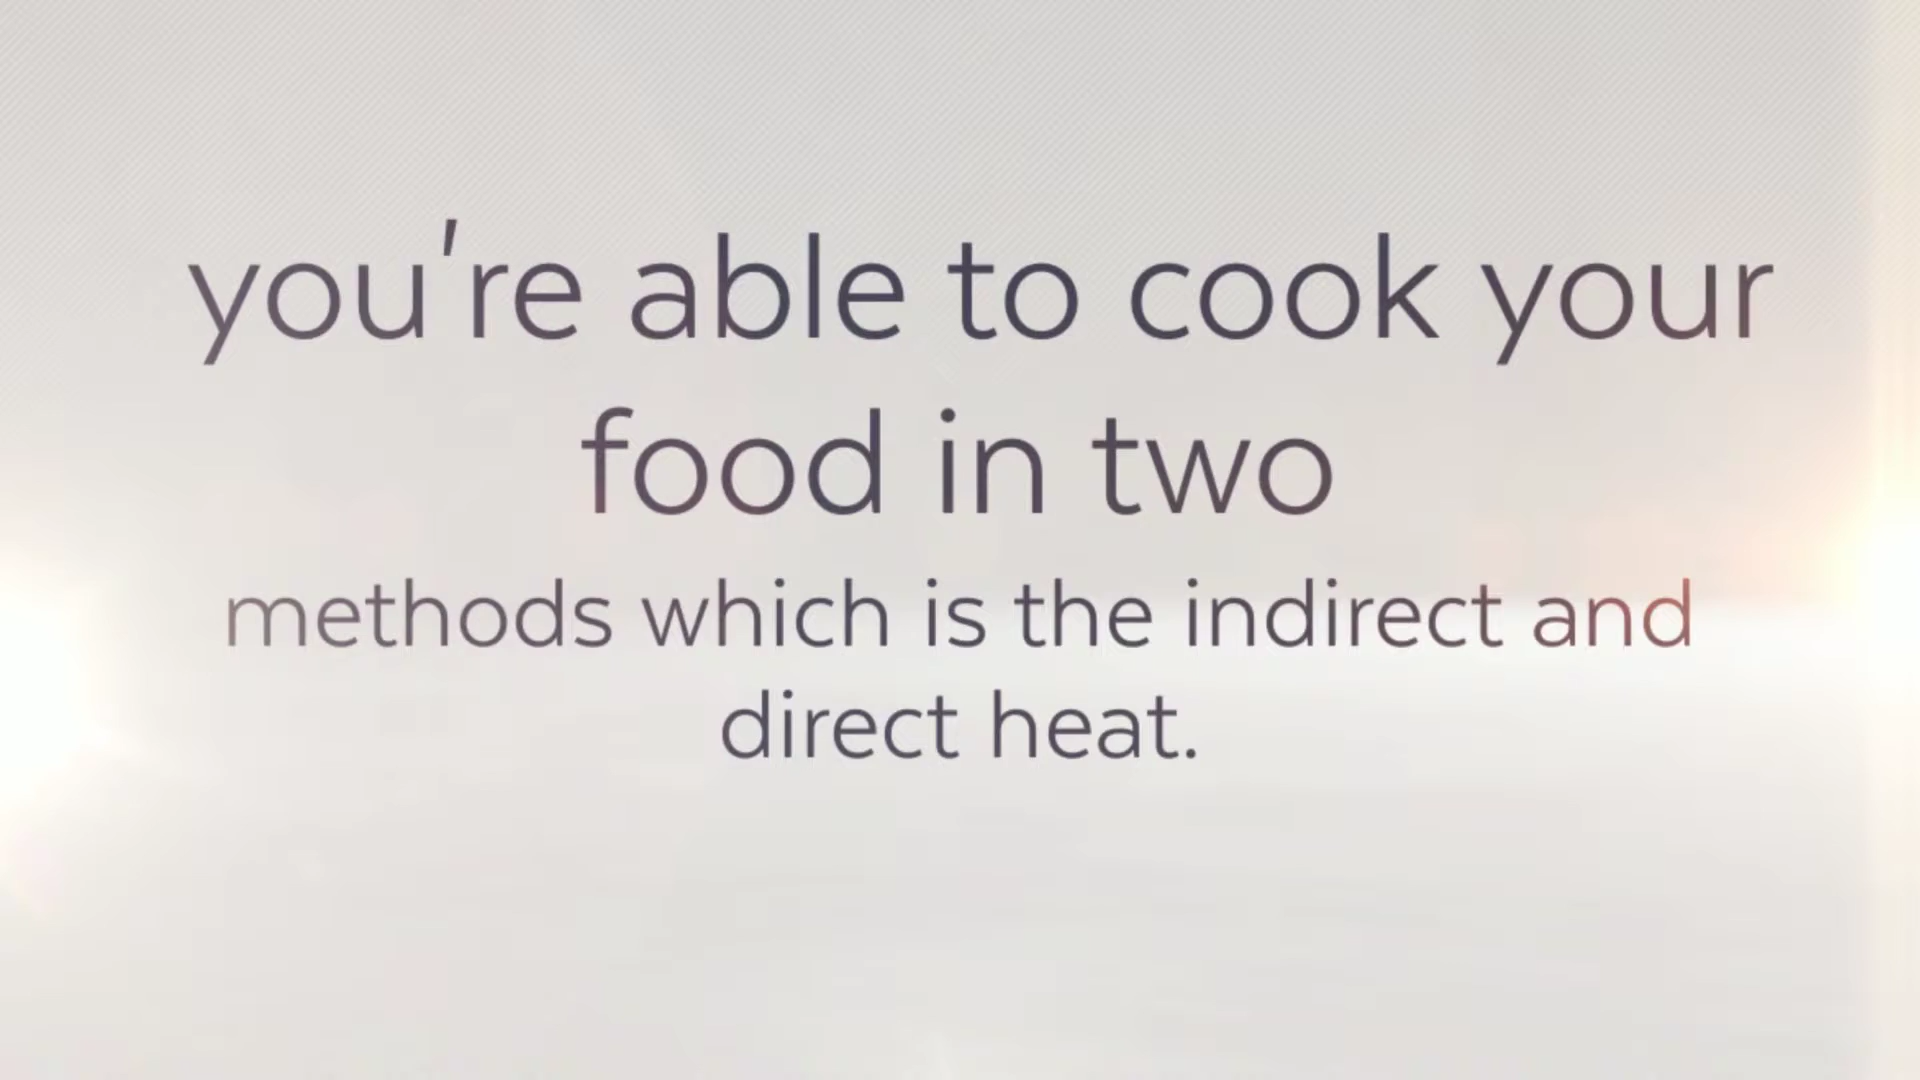 you're able to cook your
food in two
methods which is the indirect and
direct heat.